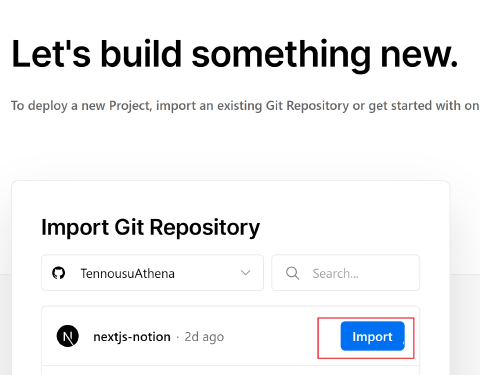 Let's build something new.
To deploy a new Project, import an existing Git Repository or get started with on
Import Git Repository
TennousuAthena
Search...
N nextjs-notion · 2d ago Import